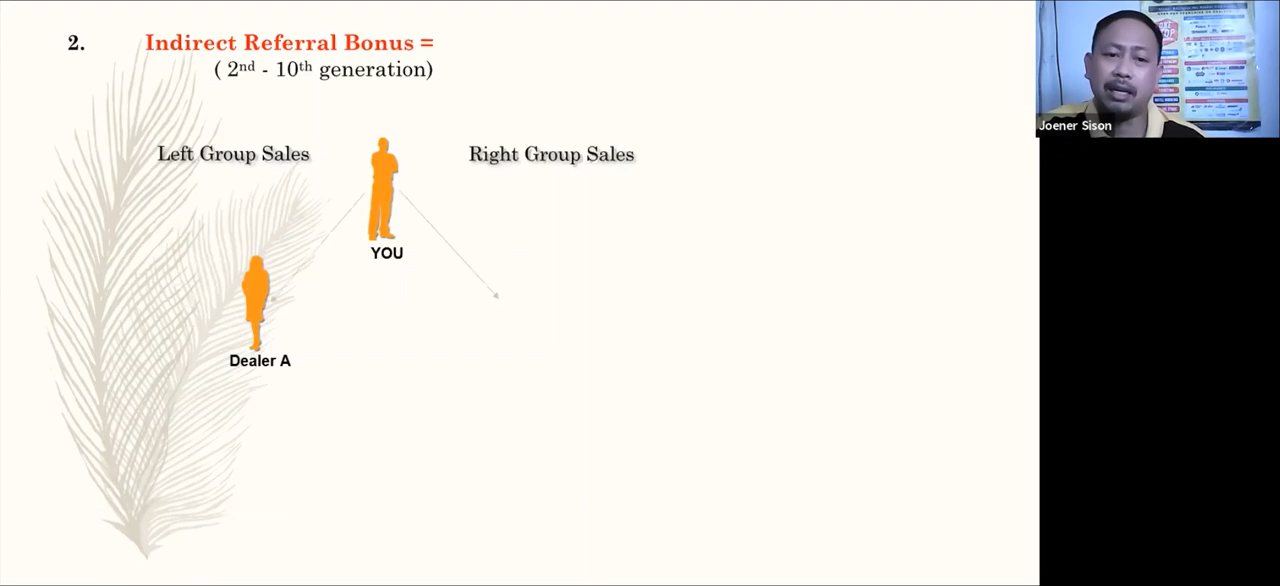 2. Indirect Referral Bonus =
( 2nd - 10th generation)
Left Group Sales
Right Group Sales
YOU
Dealer A
Joener Sison